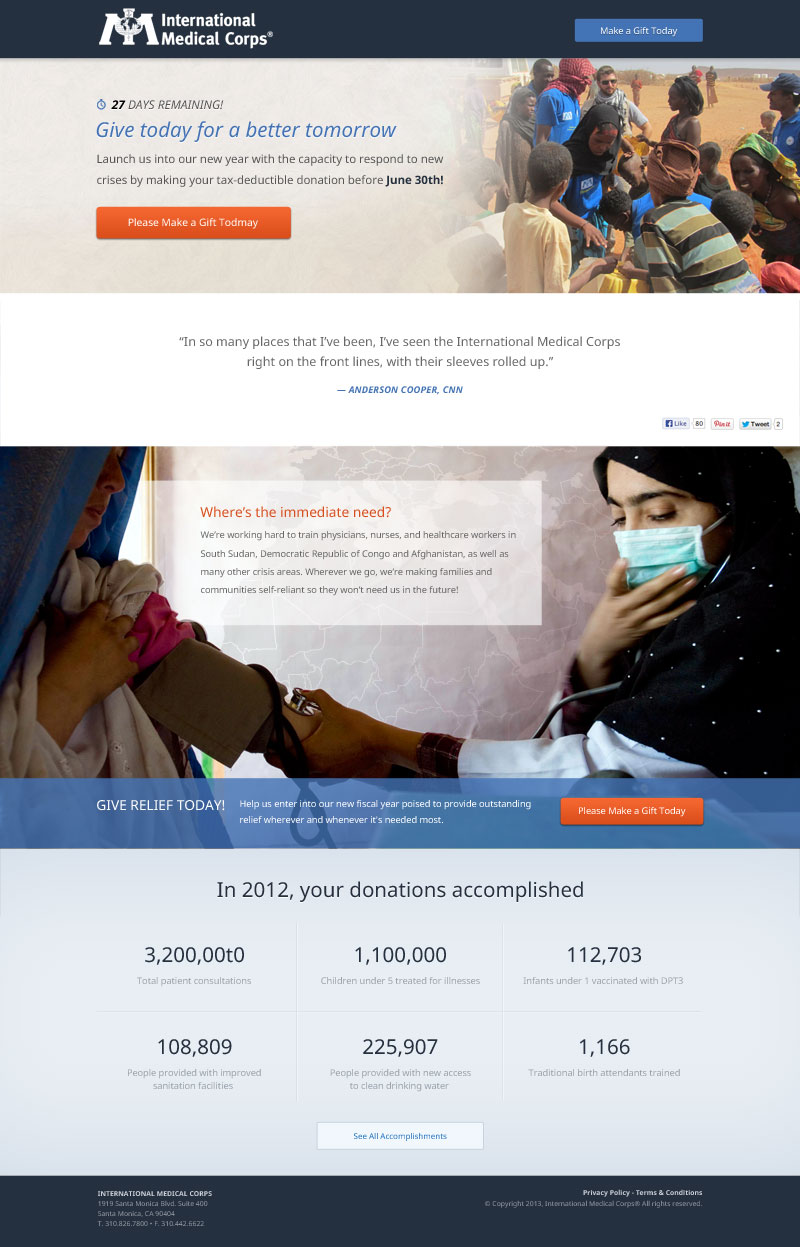 International
Medical Corps®
Make a Gift Today
27 DAYS REMAINING!
Give today for a better tomorrow
Launch us into our new year with the capacity to respond to new
crises by making your tax-deductible donation before June 30th!
Please Make a Gift Todmay
“In so many places that I’ve been, I’ve seen the International Medical Corps
right on the front lines, with their sleeves rolled up.”
— ANDERSON COOPER, CNN
Like 80 Pin it Tweet 2
Where’s the immediate need?
We’re working hard to train physicians, nurses, and healthcare workers in
South Sudan, Democratic Republic of Congo and Afghanistan, as well as
many other crisis areas. Wherever we go, we’re making families and
communities self-reliant so they won’t need us in the future!
GIVE RELIEF TODAY!
Help us enter into our new fiscal year poised to provide outstanding
relief wherever and whenever it's needed most.
Please Make a Gift Today
In 2012, your donations accomplished
3,200,00t0
Total patient consultations
1,100,000
Children under 5 treated for illnesses
112,703
Infants under 1 vaccinated with DPT3
108,809
People provided with improved
sanitation facilities
225,907
People provided with new access
to clean drinking water
1,166
Traditional birth attendants trained
See All Accomplishments
INTERNATIONAL MEDICAL CORPS
1919 Santa Monica Blvd. Suite 400
Santa Monica, CA 90404
T. 310.826.7800 • F. 310.442.6622
Privacy Policy - Terms & Conditions
© Copyright 2013, International Medical Corps® All rights reserved.